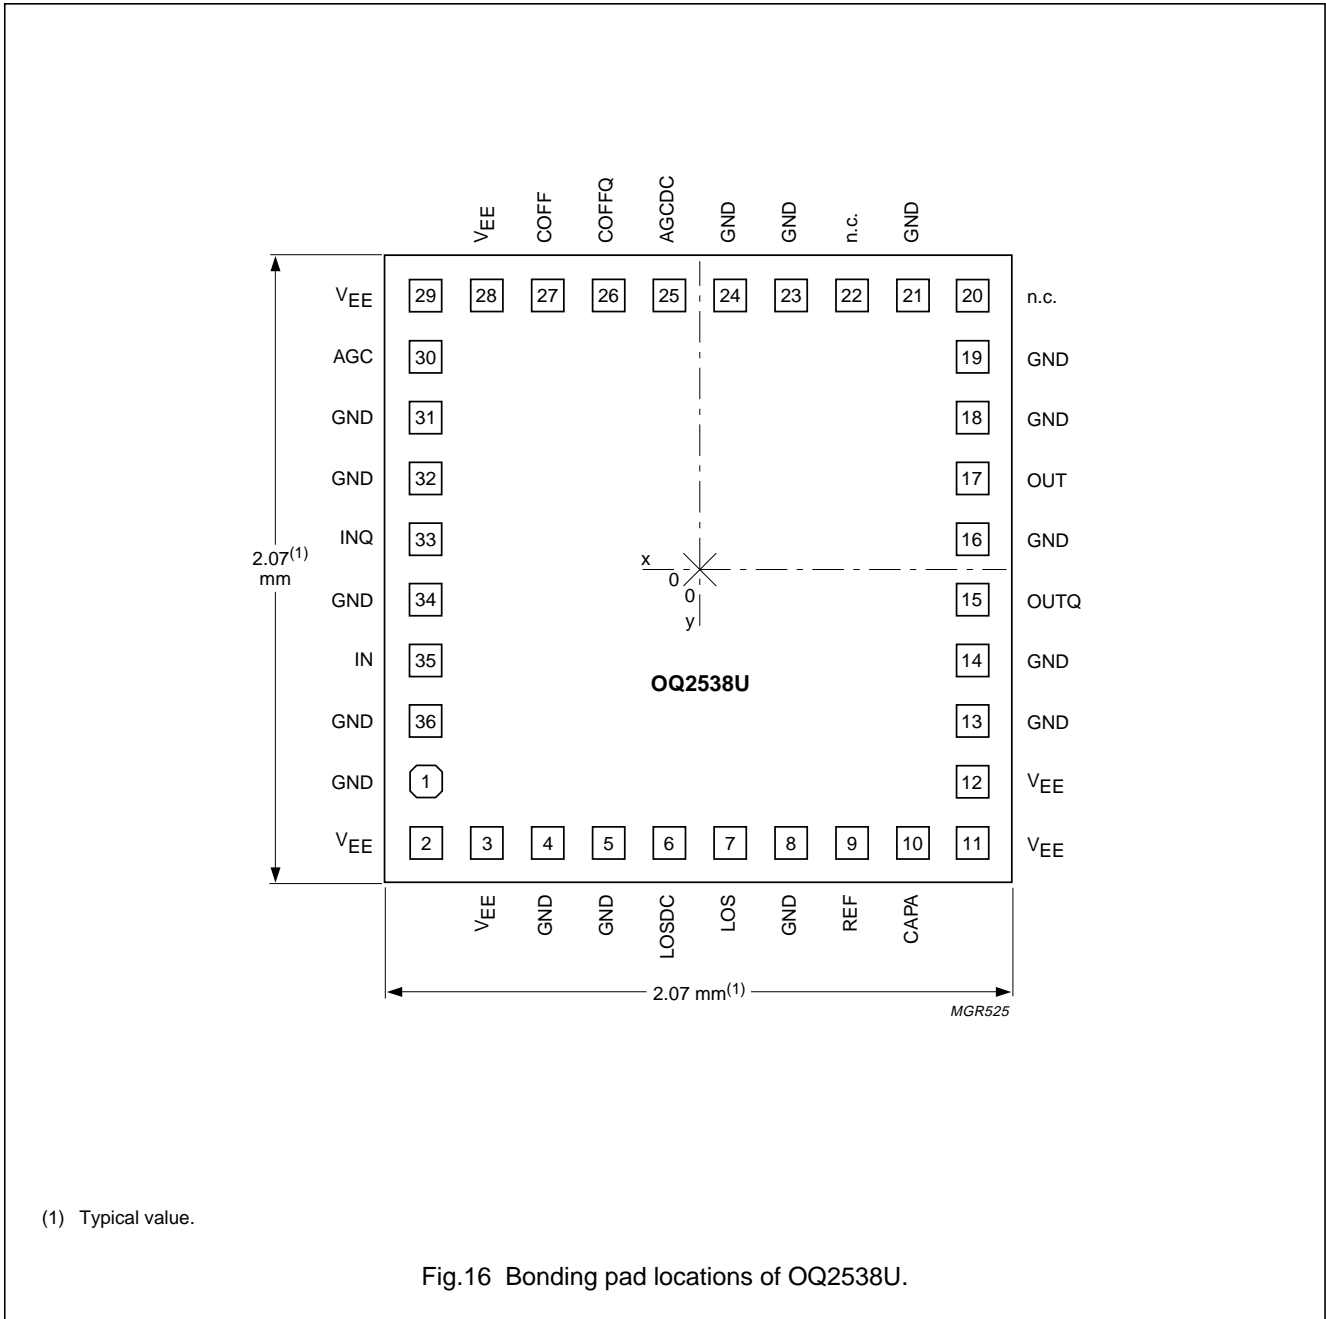 VEE COFF COFFQ AGCDC GND GND n.c. GND
VEE 29 28 27 26 25 24 23 22 21 20 n.c.
AGC 30 19 GND
GND 31 18 GND
GND 32 17 OUT
INQ 33 16 GND
2.07(1)
mm
x
0
0
y
GND 34 15 OUTQ
IN 35 14 GND
OQ2538U
GND 36 13 GND
GND 1 12 VEE
VEE 2 3 4 5 6 7 8 9 10 11 VEE
VEE GND GND LOSDC LOS GND REF CAPA
2.07 mm(1)
MGR525
(1) Typical value.
Fig.16 Bonding pad locations of OQ2538U.